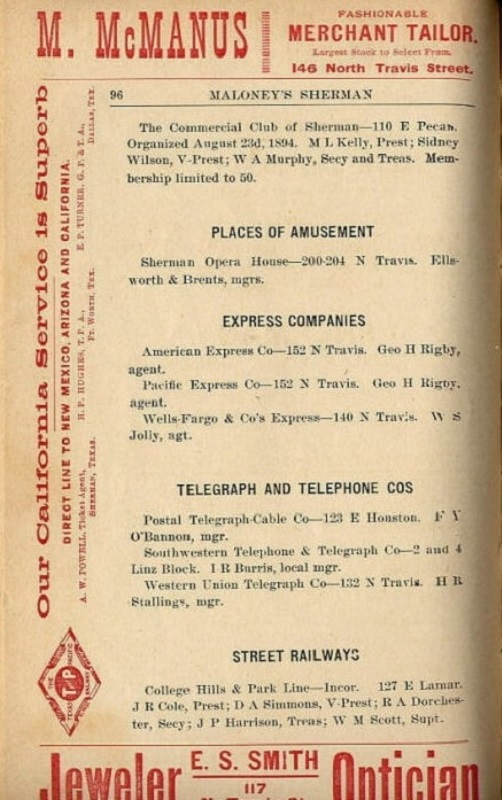 M. McMANUS
FASHIONABLE
MERCHANT TAILOR.
Largest Stock to Select From.
146 North Travis Street.
96 MALONEY'S SHERMAN
The Commercial Club of Sherman—110 E Pecan.
Organized August 23d, 1894. M L Kelly, Prest; Sidney
Wilson, V-Prest; W A Murphy, Secy and Treas. Mem-
bership limited to 50.
PLACES OF AMUSEMENT
Sherman Opera House—200-204 N Travis. Ells-
worth & Brents, mgrs.
EXPRESS COMPANIES
American Express Co—152 N Travis. Geo H Rigby,
agent.
Pacific Express Co—152 N Travis. Geo H Rigby,
agent.
Wells-Fargo & Co's Express—140 N Travis. W S
Jolly, agt.
TELEGRAPH AND TELEPHONE COS
Postal Telegraph-Cable Co—123 E Houston. F Y
O'Bannon, mgr.
Southwestern Telephone & Telegraph Co—2 and 4
Linz Block. I R Burris, local mgr.
Western Union Telegraph Co—132 N Travis. H R
Stallings, mgr.
STREET RAILWAYS
College Hills & Park Line—Incor. 127 E Lamar.
J R Cole, Prest; D A Simmons, V-Prest; R A Dorches-
ter, Secy; J P Harrison, Treas; W M Scott, Supt.
Our California Service is Superb
DIRECT LINE TO NEW MEXICO, ARIZONA AND CALIFORNIA.
A. W. POWELL, Ticket Agent, H. P. HUGHES, T. P. A., E. P. TURNER, G. P. & T. A.,
SHERMAN, TEXAS. FT. WORTH, TEX. DALLAS, TEX.
THE
TEXAS T&P PACIFIC
RAILWAY
Jeweler E. S. SMITH Optician
117